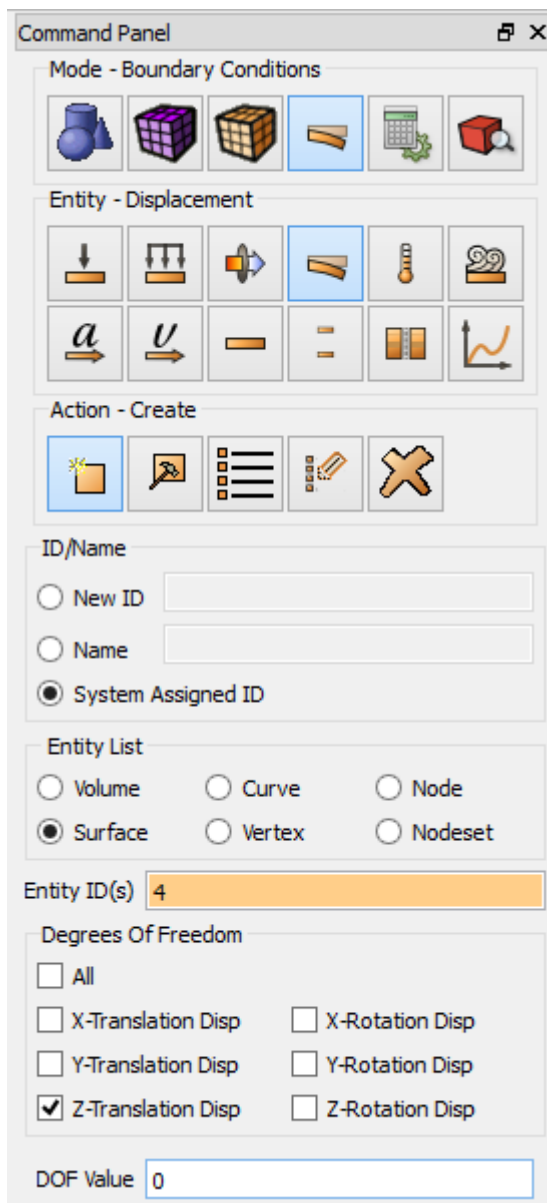 Command Panel
Mode - Boundary Conditions
Entity - Displacement
a v
Action - Create
ID/Name
New ID
Name
System Assigned ID
Entity List
Volume Curve Node
Surface Vertex Nodeset
Entity ID(s) 4
Degrees Of Freedom
All
X-Translation Disp X-Rotation Disp
Y-Translation Disp Y-Rotation Disp
Z-Translation Disp Z-Rotation Disp
DOF Value 0